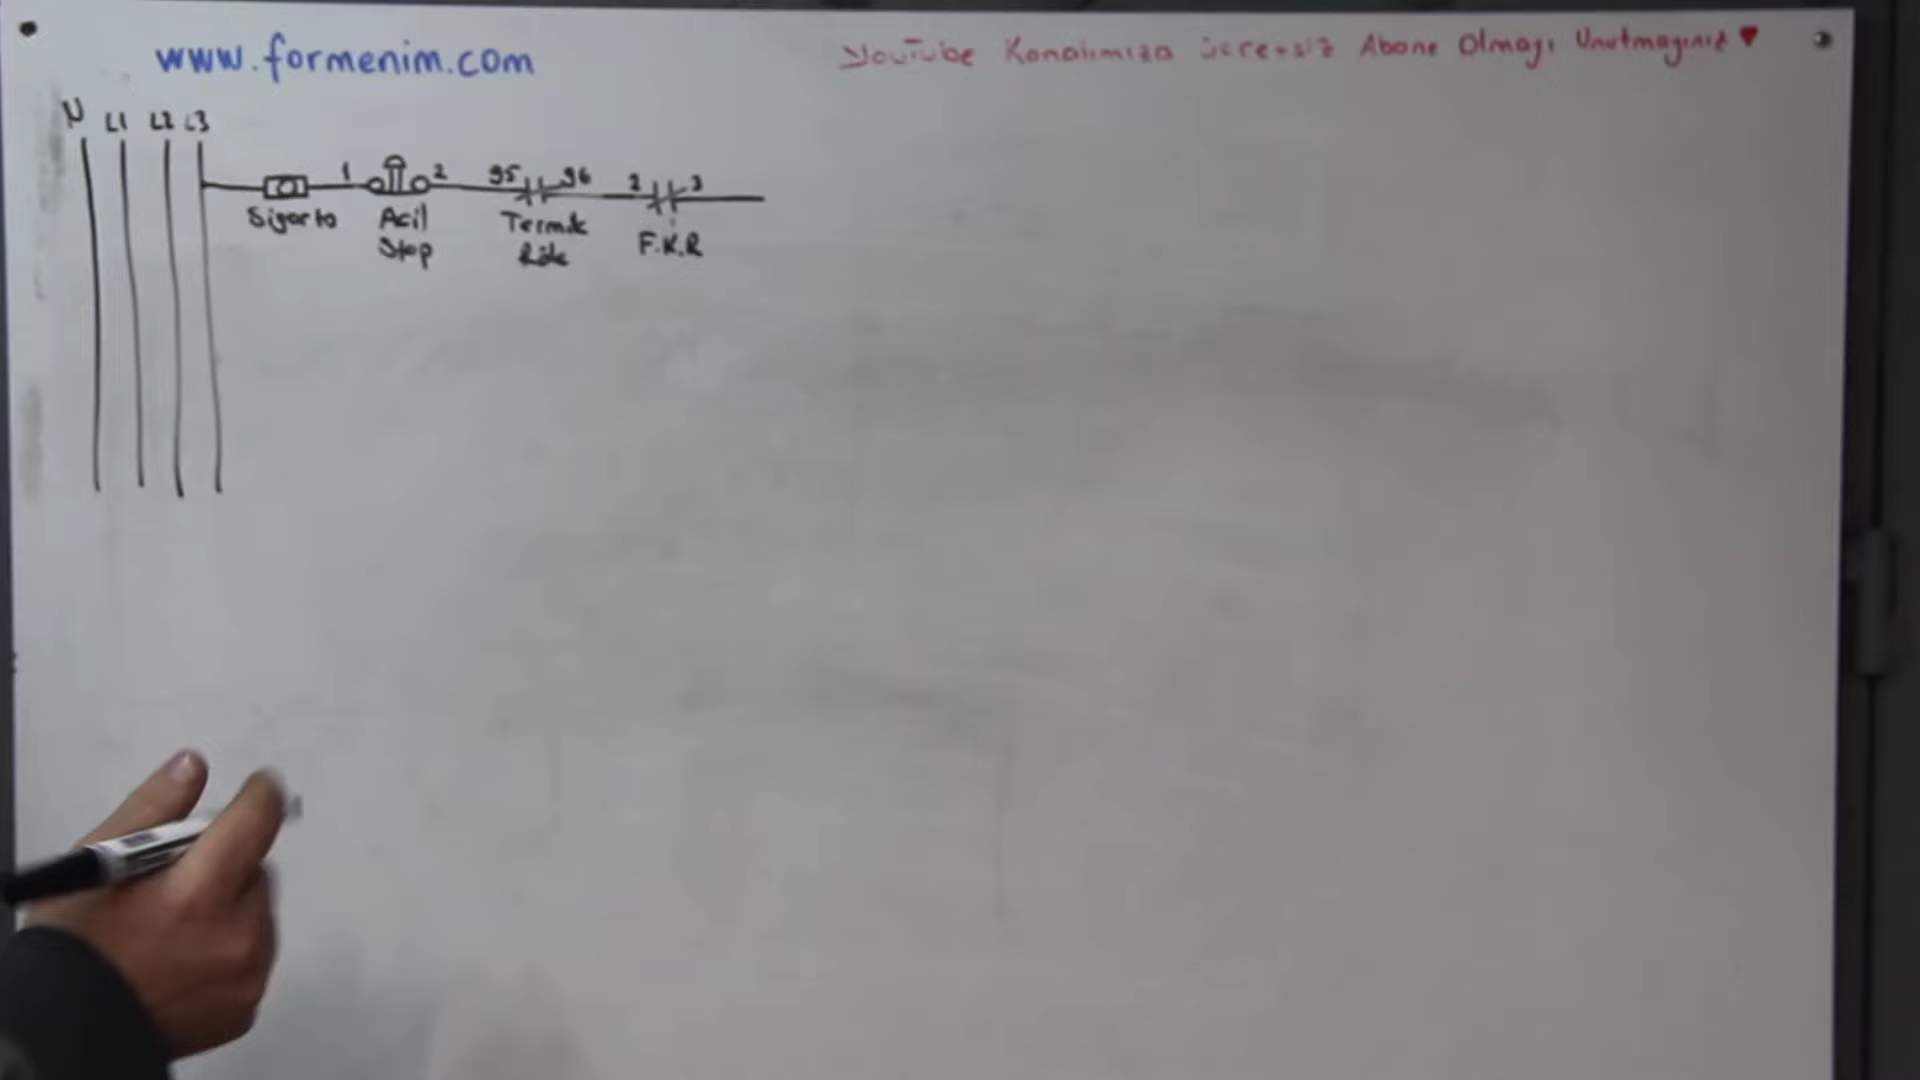 www.formenim.com
YouTube Kanalımıza ücretsiz Abone Olmayı Unutmayınız ♥
N L1 L2 L3
1 2 95 96 2 3
Sigorta Acil Stop Termik Röle F.K.R